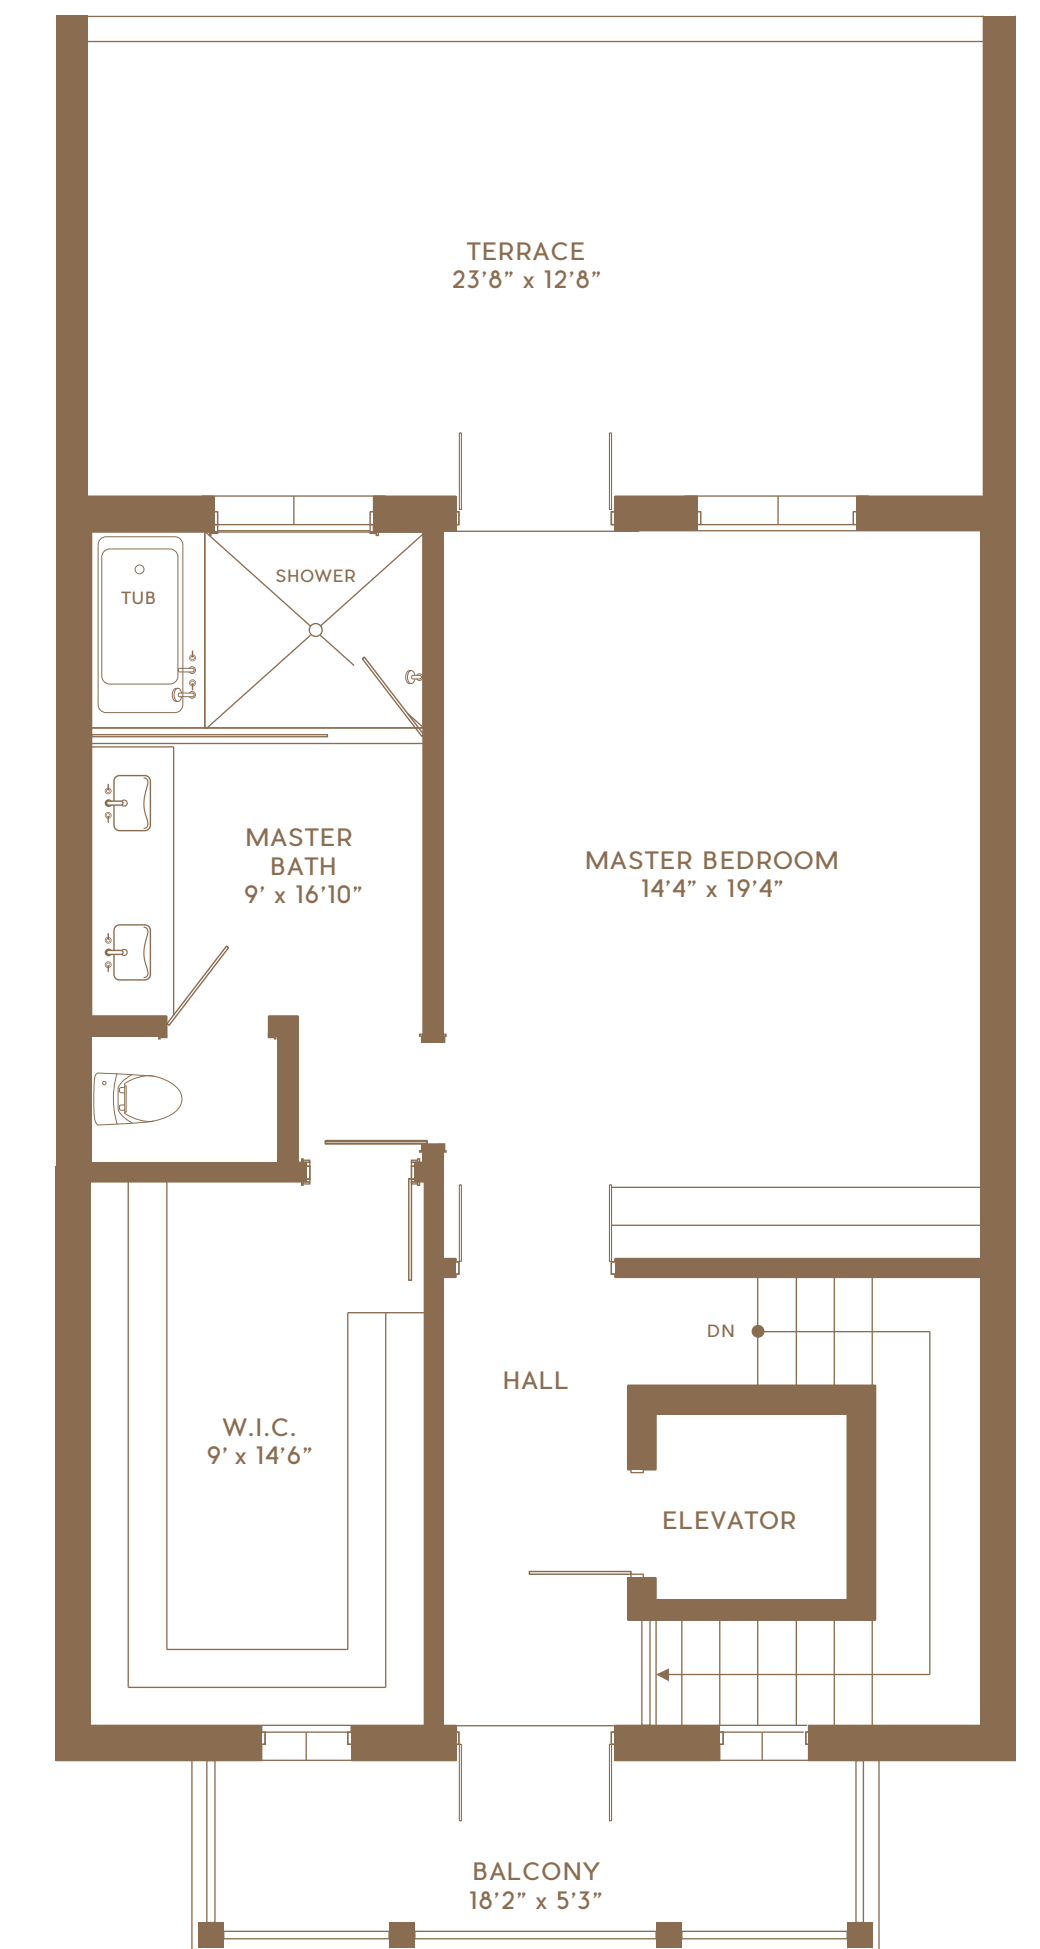 TERRACE
23’8” x 12’8”
SHOWER
TUB
MASTER
BATH
9’ x 16’10”
MASTER BEDROOM
14’4” x 19’4”
DN
HALL
W.I.C.
9’ x 14’6”
ELEVATOR
BALCONY
18’2” x 5’3”